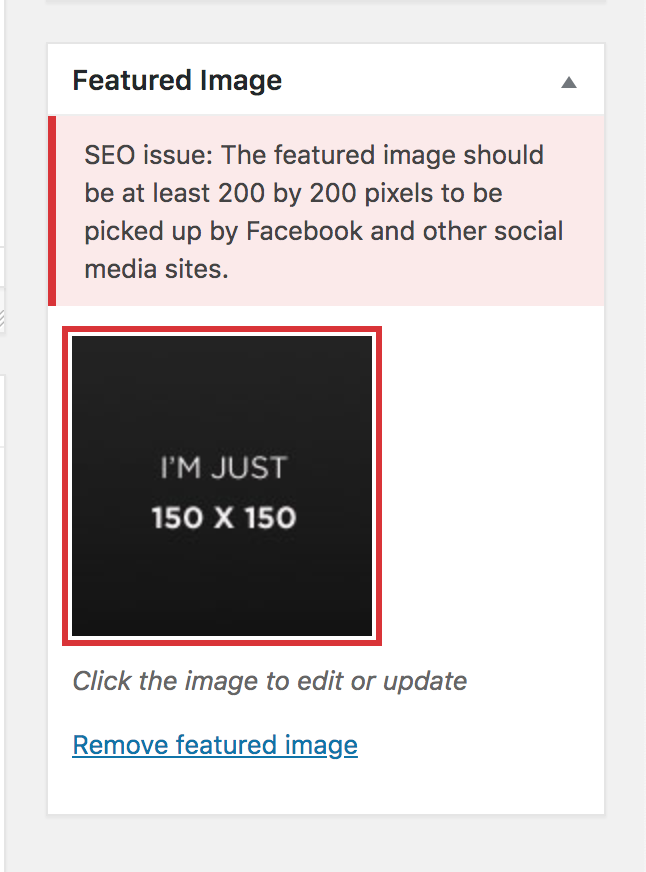 Featured Image
SEO issue: The featured image should
be at least 200 by 200 pixels to be
picked up by Facebook and other social
media sites.
I'M JUST
150 X 150
Click the image to edit or update
Remove featured image